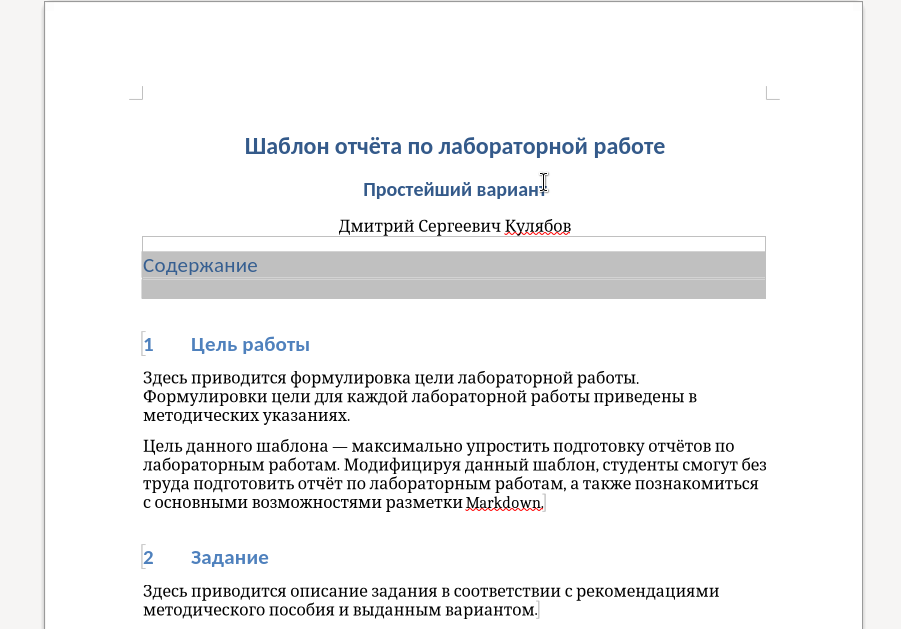 Шаблон отчёта по лабораторной работе
Простейший вариант
Дмитрий Сергеевич Кулябов
Содержание
1 Цель работы
Здесь приводится формулировка цели лабораторной работы.
Формулировки цели для каждой лабораторной работы приведены в
методических указаниях.
Цель данного шаблона — максимально упростить подготовку отчётов по
лабораторным работам. Модифицируя данный шаблон, студенты смогут без
труда подготовить отчёт по лабораторным работам, а также познакомиться
с основными возможностями разметки Markdown.
2 Задание
Здесь приводится описание задания в соответствии с рекомендациями
методического пособия и выданным вариантом.